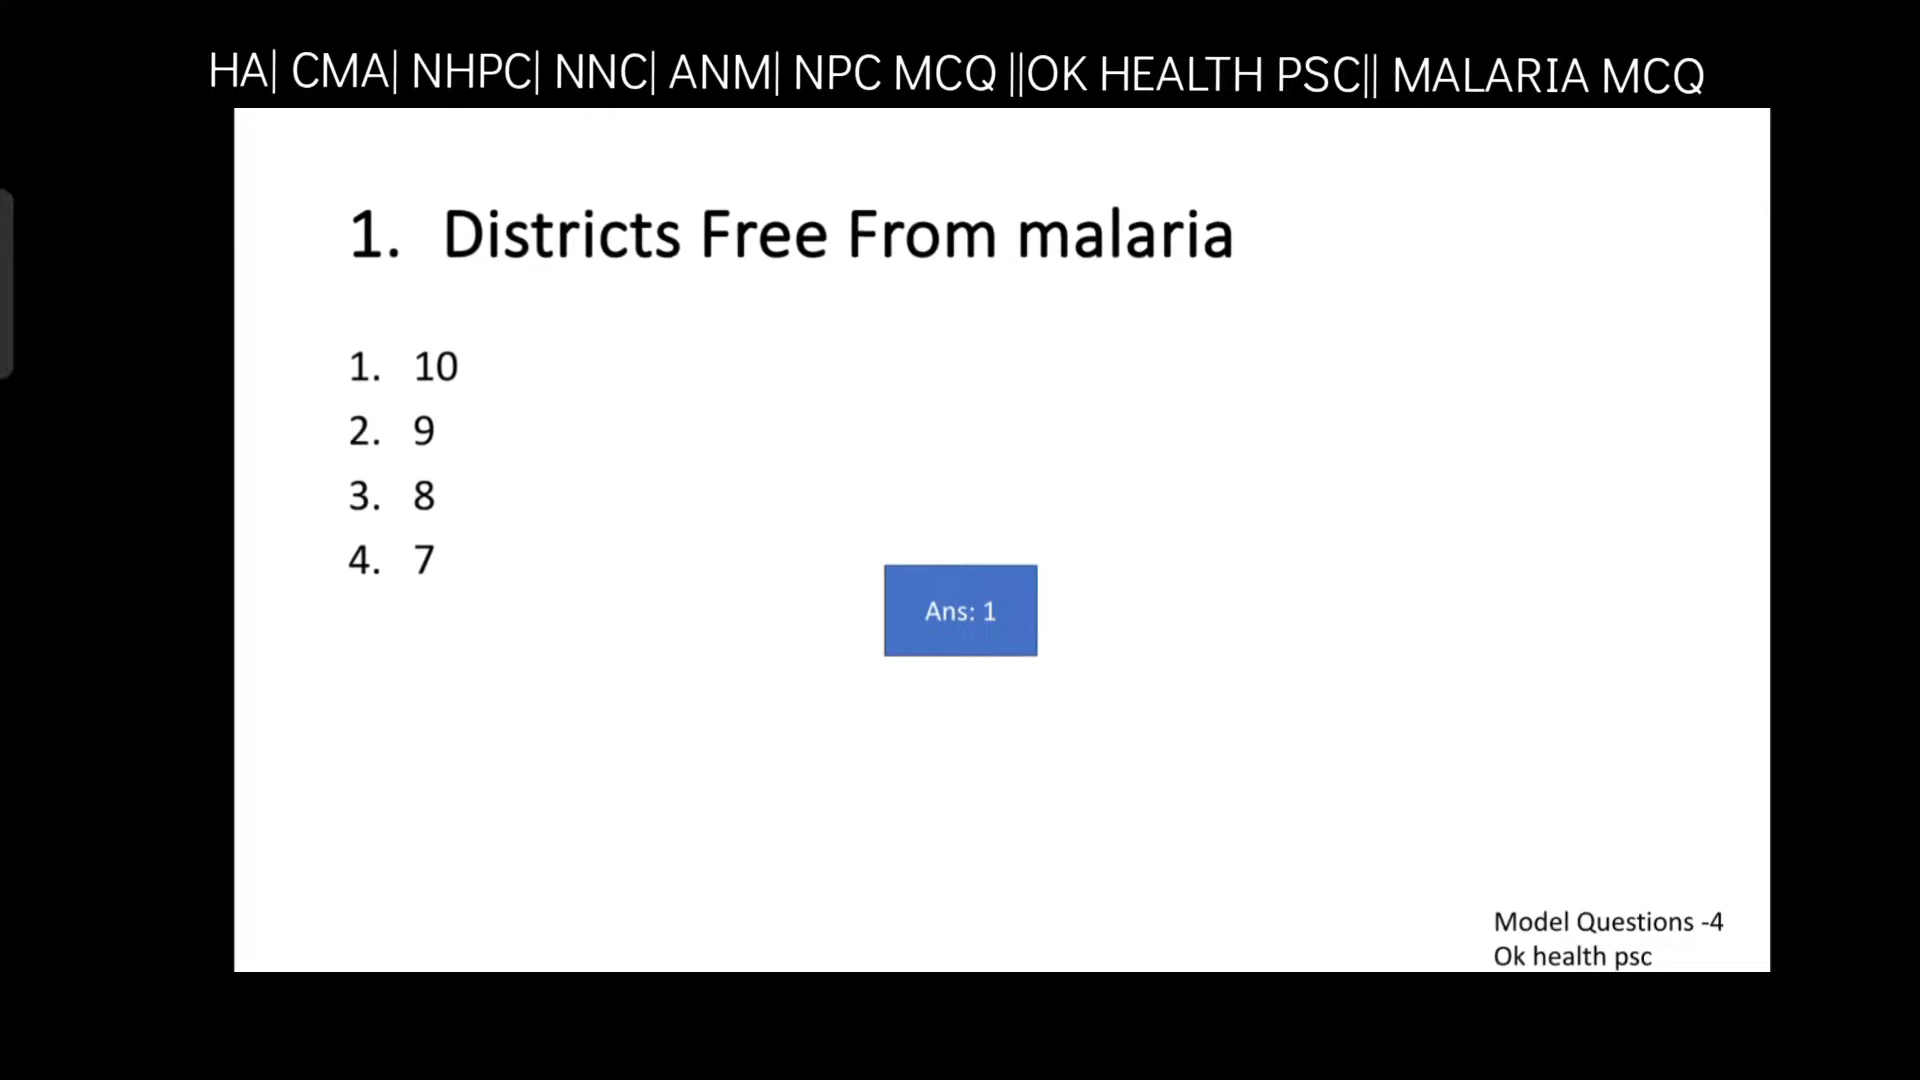 HA| CMA| NHPC| NNC| ANM| NPC MCQ ||OK HEALTH PSC|| MALARIA MCQ
1. Districts Free From malaria
1. 10
2. 9
3. 8
4. 7
Ans: 1
Model Questions -4
Ok health psc